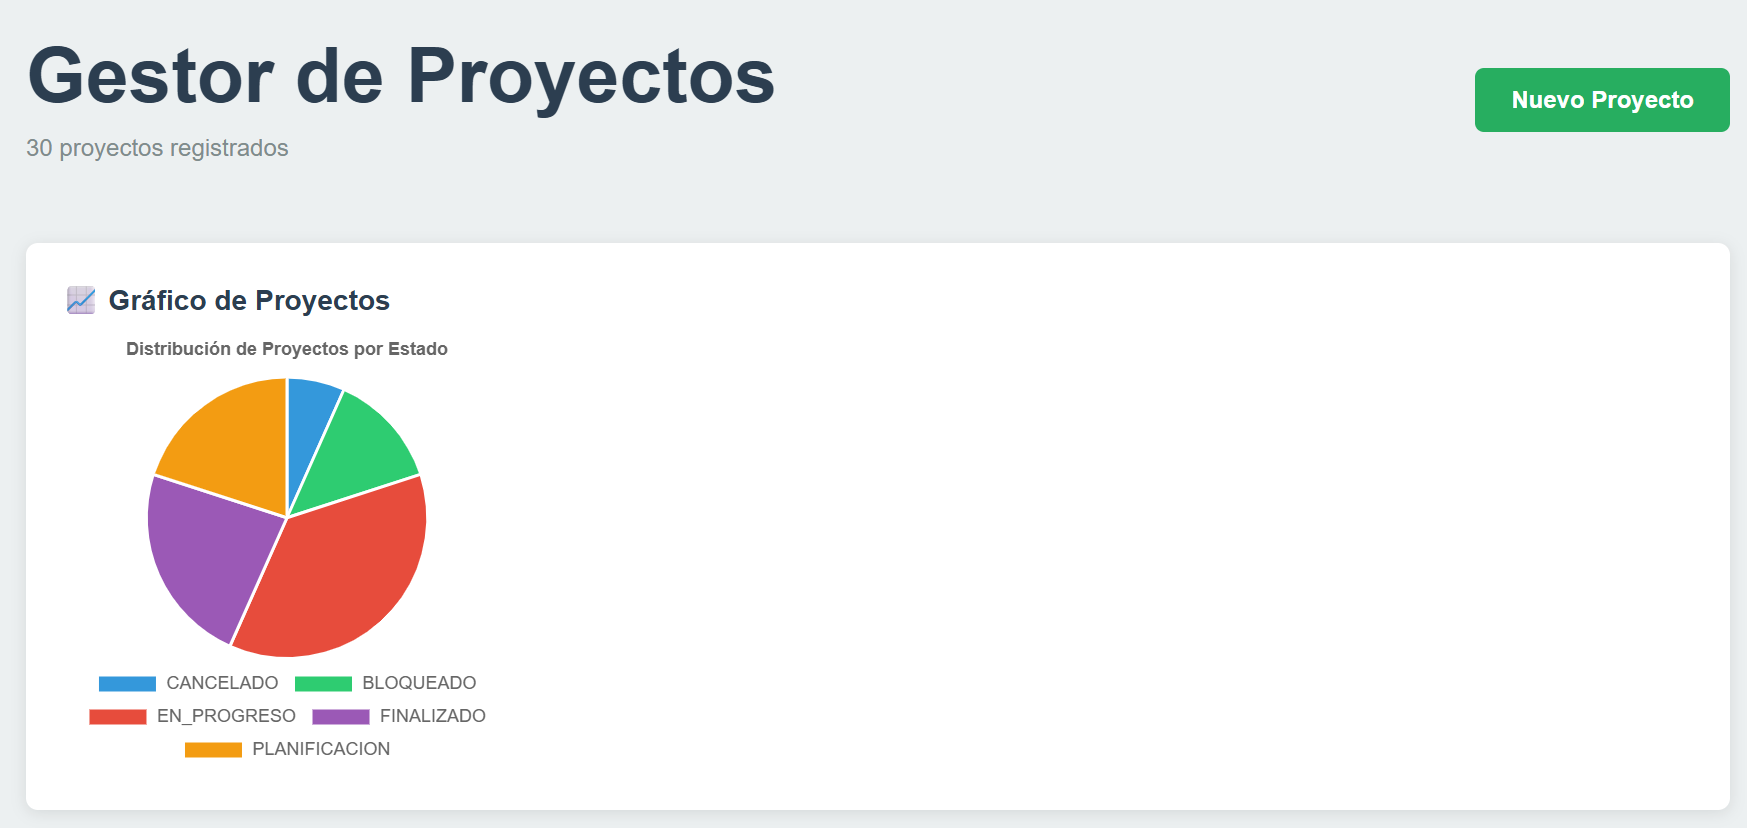 Gestor de Proyectos
30 proyectos registrados
Nuevo Proyecto
Gráfico de Proyectos
Distribución de Proyectos por Estado
CANCELADO BLOQUEADO
EN_PROGRESO FINALIZADO
PLANIFICACION